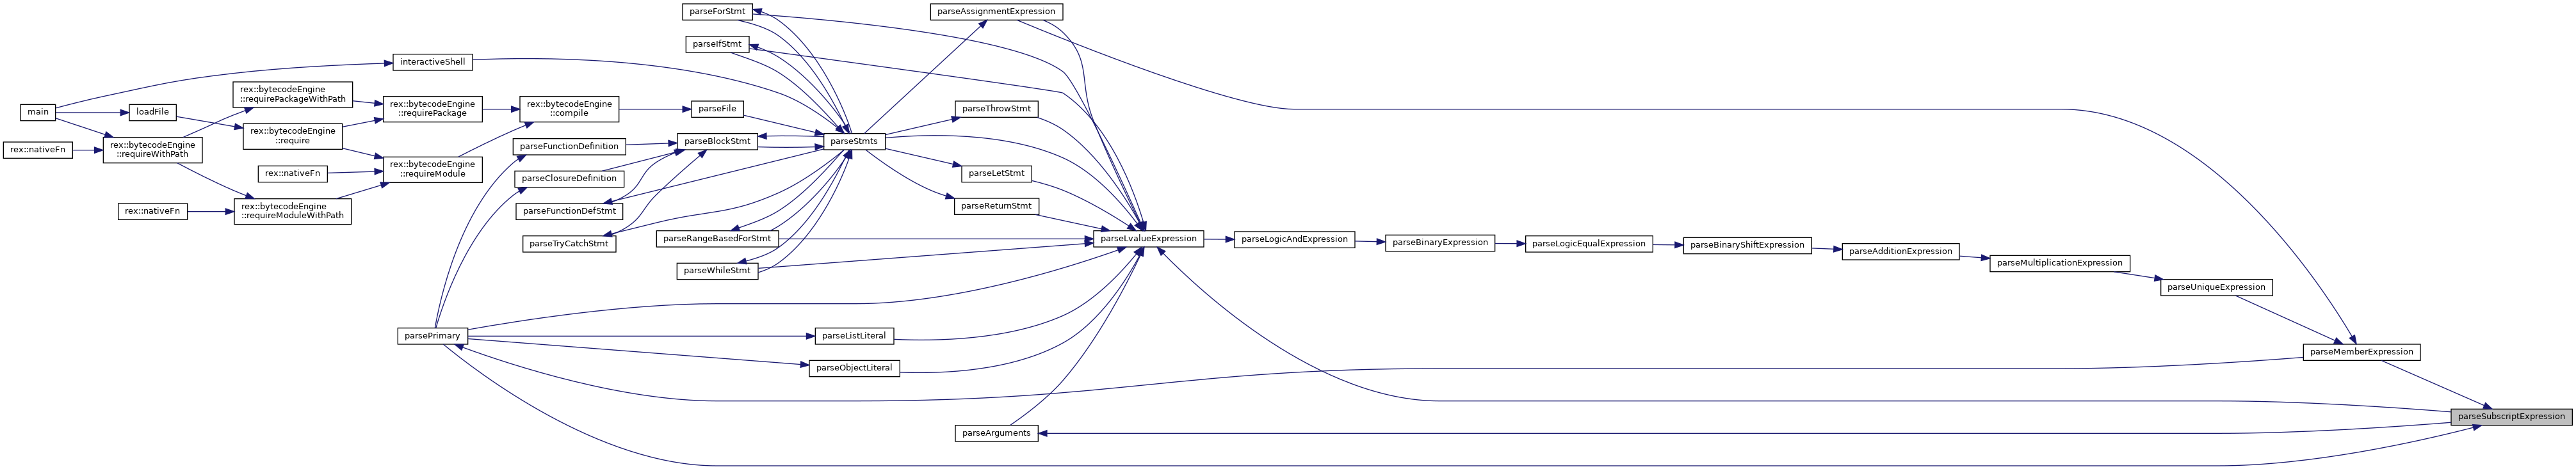 parseForStmt
parseAssignmentExpression
parseIfStmt
interactiveShell
rex::bytecodeEngine
::requirePackageWithPath
rex::bytecodeEngine
::requirePackage
rex::bytecodeEngine
::compile
parseFile
parseThrowStmt
main
loadFile
rex::bytecodeEngine
::require
parseBlockStmt
parseStmts
parseFunctionDefinition
rex::nativeFn
rex::bytecodeEngine
::requireWithPath
rex::nativeFn
rex::bytecodeEngine
::requireModule
parseClosureDefinition
parseLetStmt
rex::nativeFn
rex::bytecodeEngine
::requireModuleWithPath
parseFunctionDefStmt
parseReturnStmt
parseTryCatchStmt
parseRangeBasedForStmt
parseLvalueExpression
parseLogicAndExpression
parseBinaryExpression
parseLogicEqualExpression
parseBinaryShiftExpression
parseAdditionExpression
parseMultiplicationExpression
parseWhileStmt
parseUniqueExpression
parsePrimary
parseListLiteral
parseMemberExpression
parseObjectLiteral
parseSubscriptExpression
parseArguments